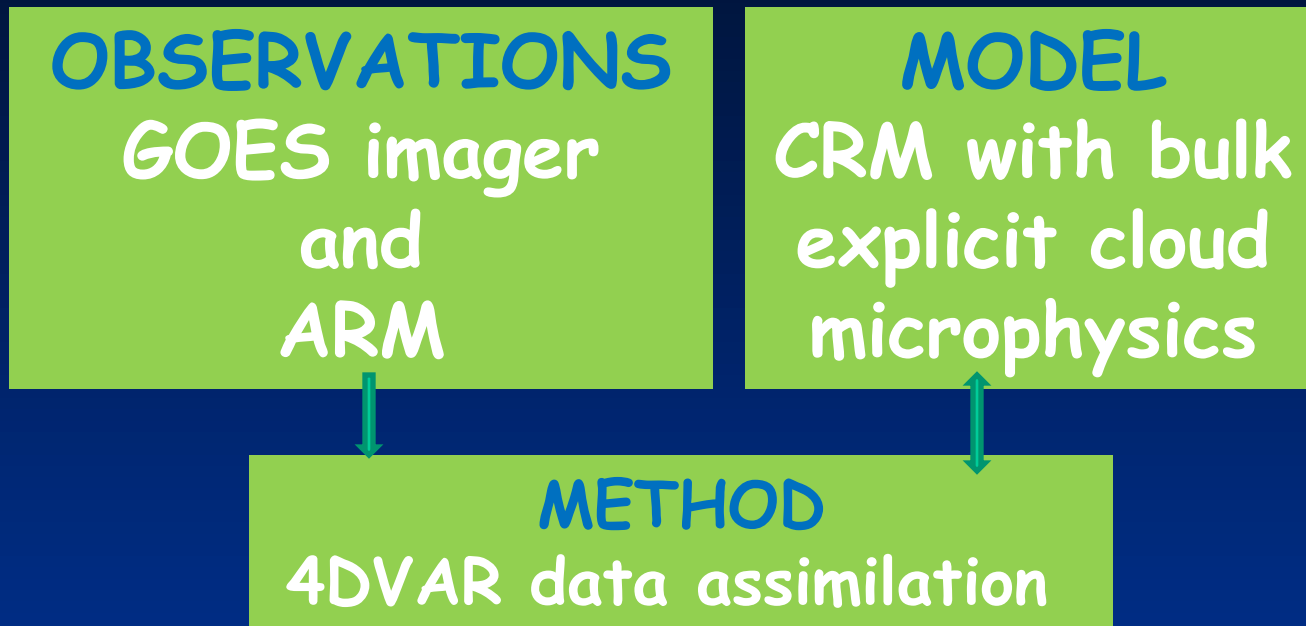 OBSERVATIONS
GOES imager
and
ARM
MODEL
CRM with bulk
explicit cloud
microphysics
METHOD
4DVAR data assimilation